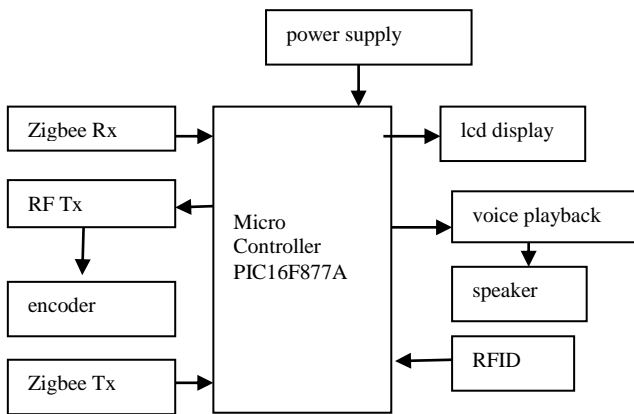 power supply
Zigbee Rx
lcd display
RF Tx
voice playback
Micro
Controller
PIC16F877A
encoder
speaker
RFID
Zigbee Tx